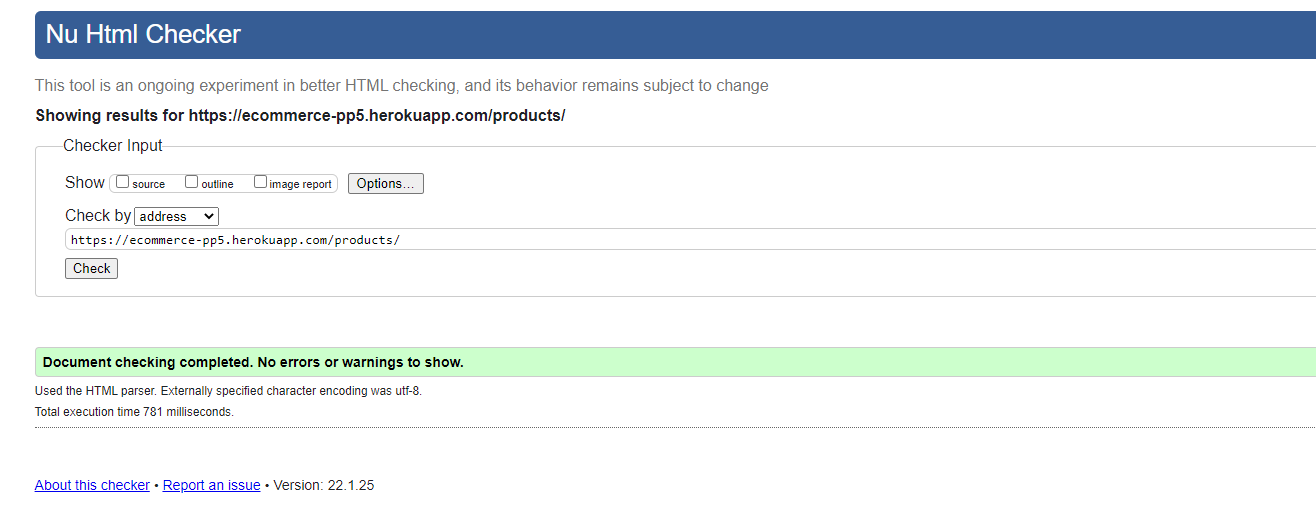 Nu Html Checker
This tool is an ongoing experiment in better HTML checking, and its behavior remains subject to change
Showing results for https://ecommerce-pp5.herokuapp.com/products/
Checker Input
Show source outline image report Options...
Check by address
https://ecommerce-pp5.herokuapp.com/products/
Check
Document checking completed. No errors or warnings to show.
Used the HTML parser. Externally specified character encoding was utf-8.
Total execution time 781 milliseconds.
About this checker • Report an issue • Version: 22.1.25